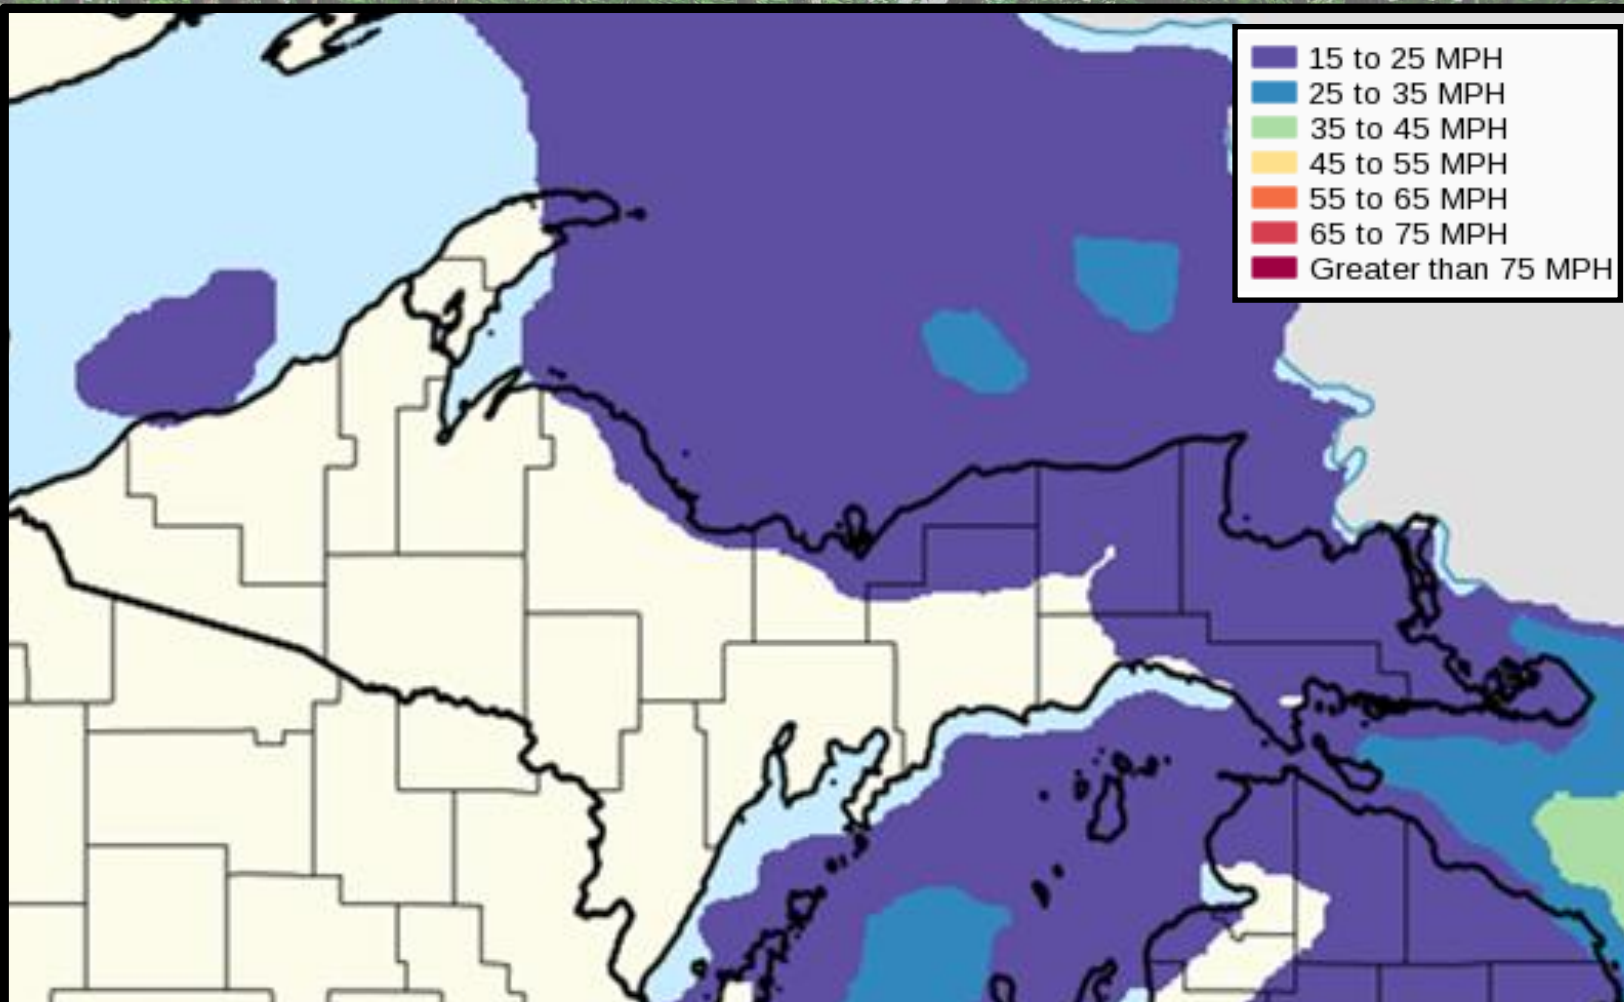 15 to 25 MPH
25 to 35 MPH
35 to 45 MPH
45 to 55 MPH
55 to 65 MPH
65 to 75 MPH
Greater than 75 MPH